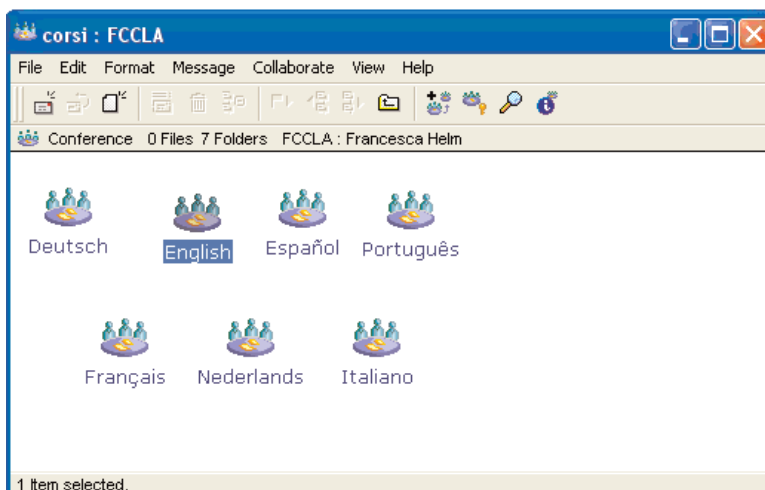 corsi : FCCLA
File Edit Format Message Collaborate View Help
Conference 0 Files 7 Folders FCCLA : Francesca Helm
Deutsch English Español Português
Français Nederlands Italiano
1 Item selected.